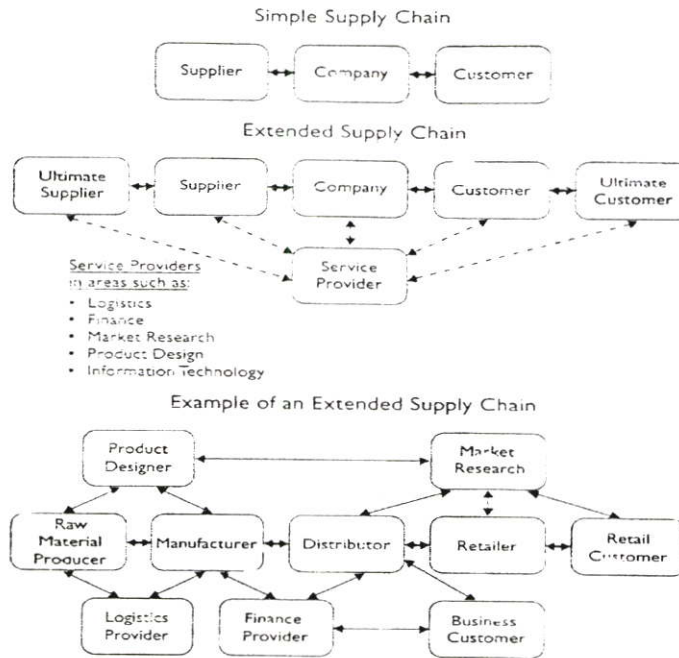 Simple Supply Chain
Supplier
Company
Customer
Extended Supply Chain
Ultimate
Supplier
Supplier
Company
Customer
Ultimate
Customer
Service
Provider
Service Providers
in areas such as:
• Logistics
• Finance
• Market Research
• Product Design
• Information Technology
Example of an Extended Supply Chain
Product
Designer
Market
Research
Raw
Material
Producer
Manufacturer
Distributor
Retailer
Retail
Customer
Logistics
Provider
Finance
Provider
Business
Customer